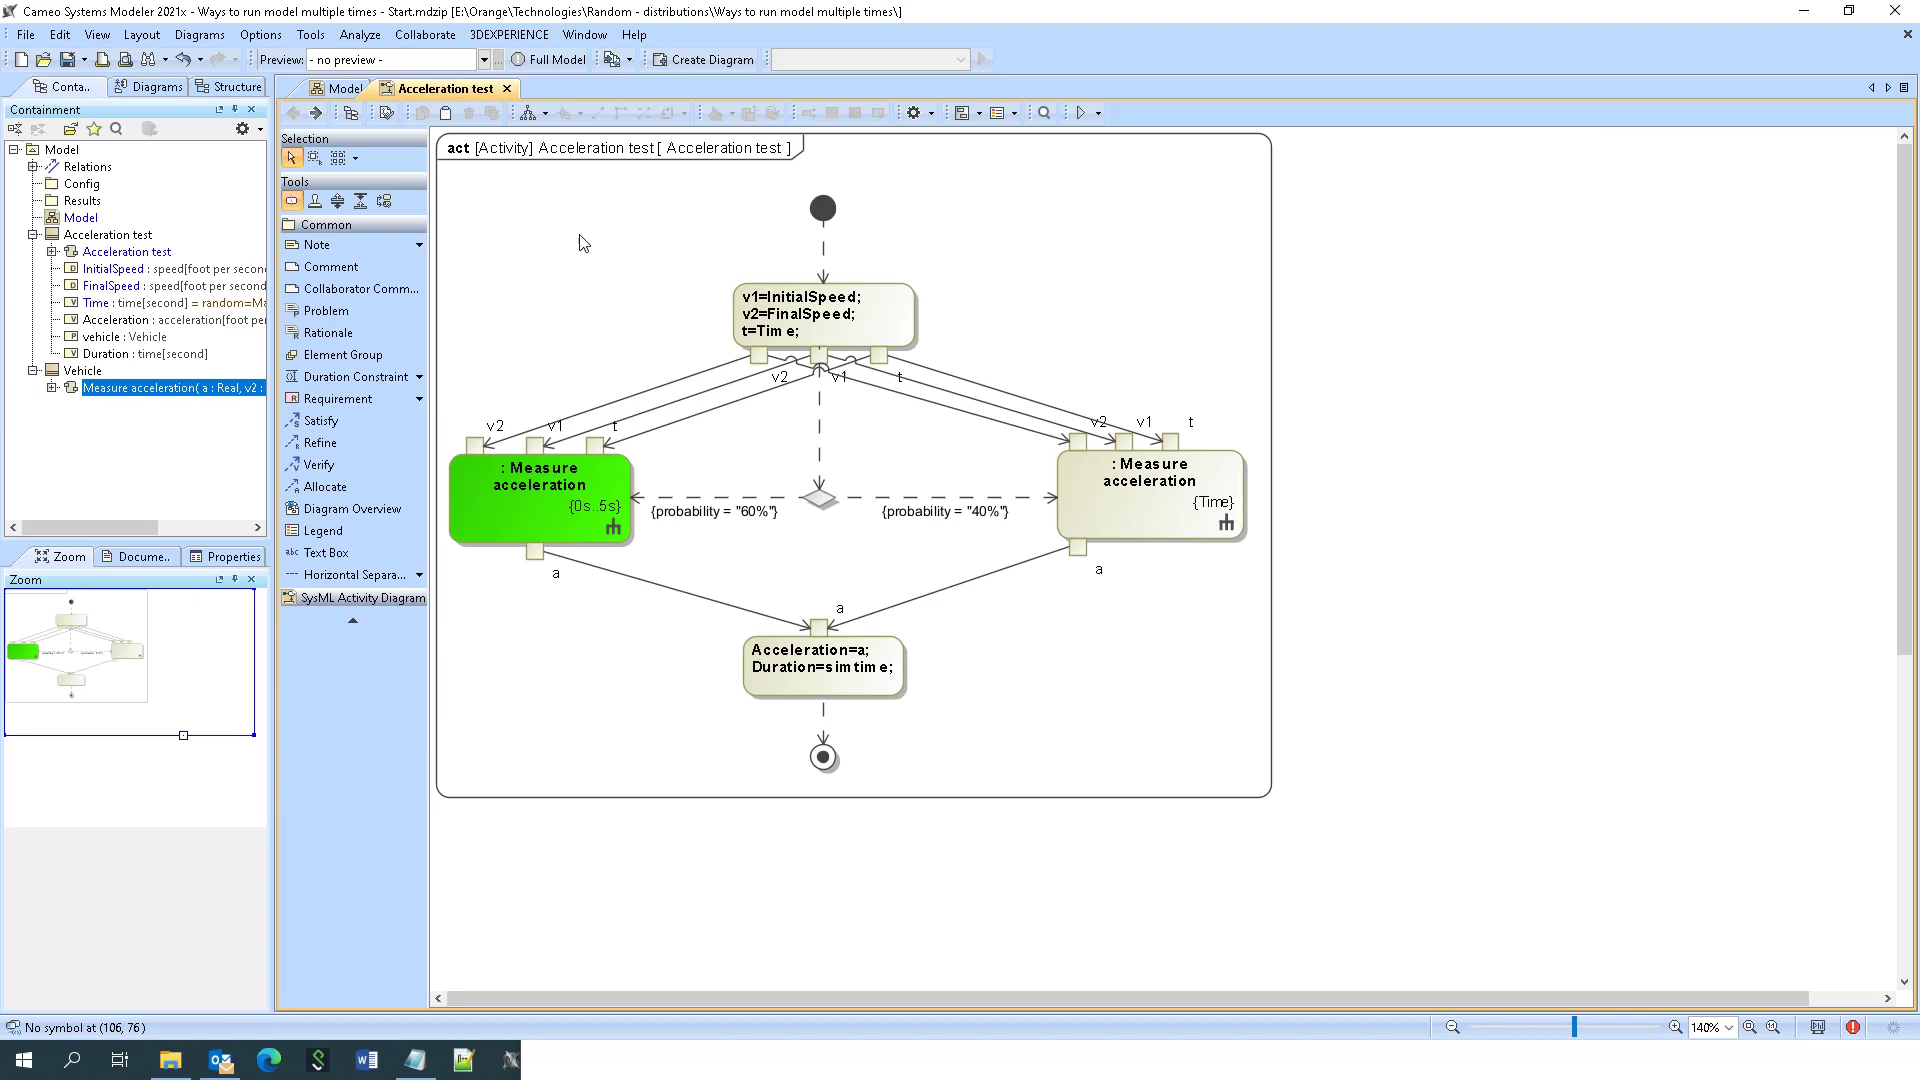 Cameo Systems Modeler 2021x - Ways to run model multiple times - Start.mdzip [E:\Orange\Technologies\Random - distributions\Ways to run model multiple times\]
File Edit View Layout Diagrams Options Tools Analyze Collaborate 3DEXPERIENCE Window Help
Preview: - no preview - ... Full Model Create Diagram
Conta.. Diagrams Structure
Model Acceleration test
Containment
Model
Relations
Config
Results
Model
Acceleration test
Acceleration test
InitialSpeed : speed[foot per secon
FinalSpeed : speed[foot per secon
Time : time[second] = random=Ma
Acceleration : acceleration[foot per
vehicle : Vehicle
Duration : time[second]
Vehicle
Measure acceleration( a : Real, v2 :
Zoom Docume.. Properties
Zoom
Selection
Tools
Common
Note
Comment
Collaborator Comm...
Problem
Rationale
Element Group
Duration Constraint
Requirement
Satisfy
Refine
Verify
Allocate
Diagram Overview
Legend
abc Text Box
Horizontal Separa...
SysML Activity Diagram
act [Activity] Acceleration test [ Acceleration test ]
v1=InitialSpeed;
v2=FinalSpeed;
t=Time;
v2 v1 t
v2 v1 t
v2 v1 t
: Measure
acceleration
{0s..5s}
{probability = "60%"}
{probability = "40%"}
: Measure
acceleration
{Time}
a
a
a
Acceleration=a;
Duration=simtime;
No symbol at (106, 76)
140%